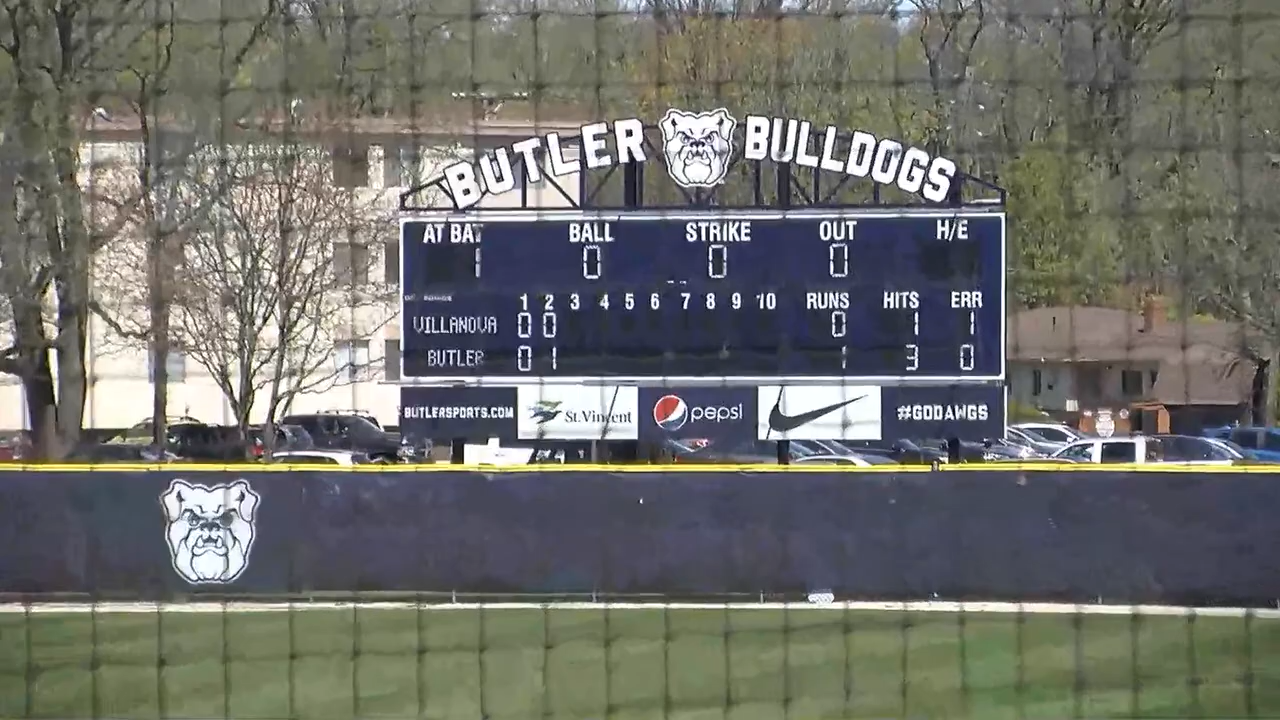 BUTLER BULLDOGS
AT BAT BALL STRIKE OUT H/E
1 0 0 0
1 2 3 4 5 6 7 8 9 10 RUNS HITS ERR
VILLANOVA 0 0 0 1 1
BUTLER 0 1 1 3 0
BUTLERSPORTS.COM St.Vincent pepsi #GODAWGS